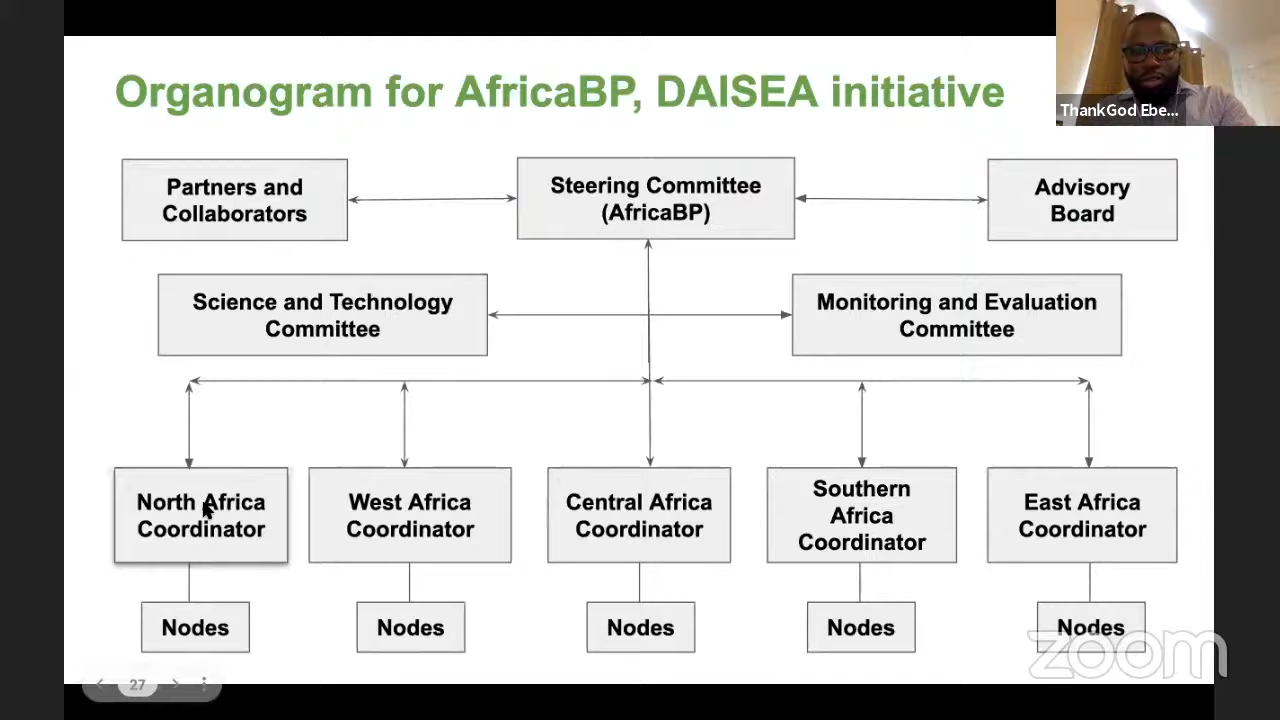 Organogram for AfricaBP, DAISEA initiative
ThankGod Ebe...
Partners and
Collaborators
Steering Committee
(AfricaBP)
Advisory
Board
Science and Technology
Committee
Monitoring and Evaluation
Committee
North Africa
Coordinator
West Africa
Coordinator
Central Africa
Coordinator
Southern
Africa
Coordinator
East Africa
Coordinator
Nodes
Nodes
Nodes
Nodes
Nodes
zoom
27